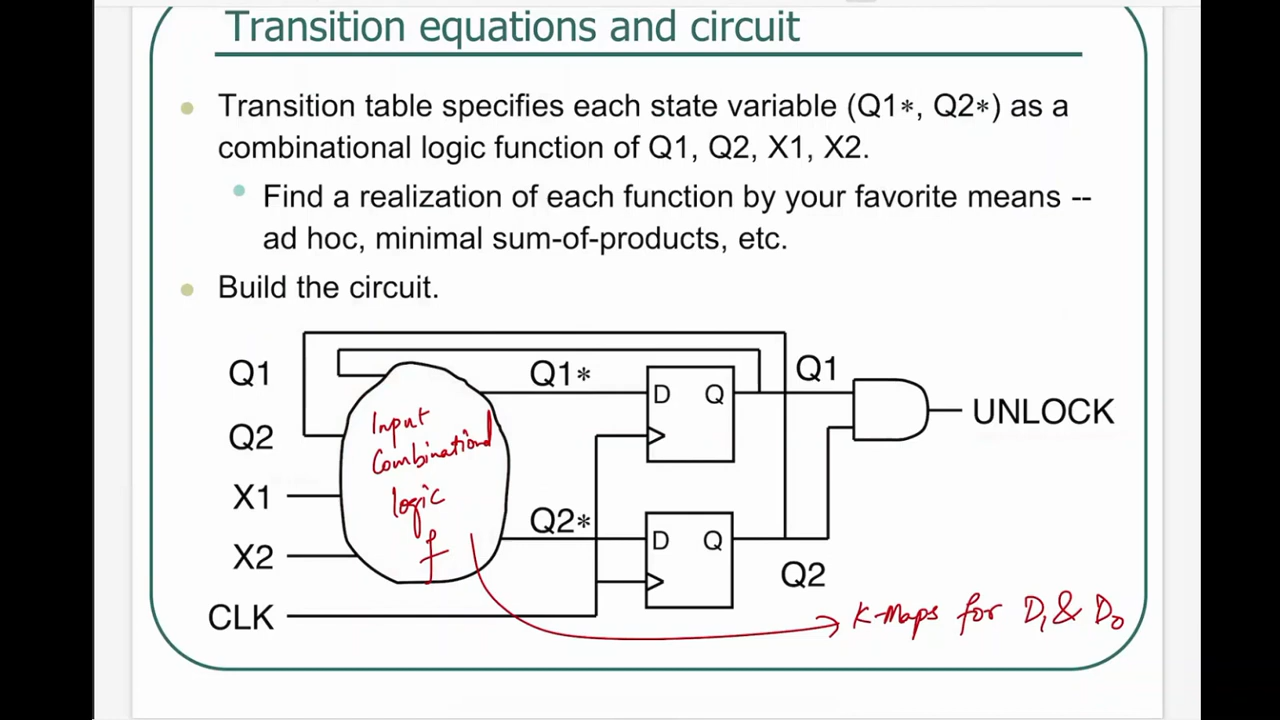 Transition equations and circuit
Transition table specifies each state variable (Q1*, Q2*) as a
combinational logic function of Q1, Q2, X1, X2.
Find a realization of each function by your favorite means --
ad hoc, minimal sum-of-products, etc.
Build the circuit.
Q1
Q2
X1
X2
CLK
Input
Combinational
logic
f
Q1*
D Q
Q1
UNLOCK
Q2*
D Q
Q2
K-Maps for D₁ & D₀